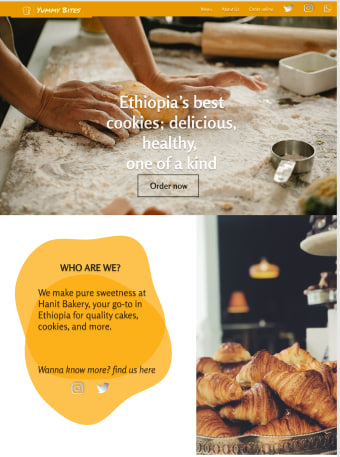 YUMMY BITES
News About Us Order online
Ethiopia's best
cookies; delicious,
healthy,
one of a kind
Order now
WHO ARE WE?
We make pure sweetness at
Hanit Bakery, your go-to in
Ethiopia for quality cakes,
cookies, and more.
Wanna know more? find us here